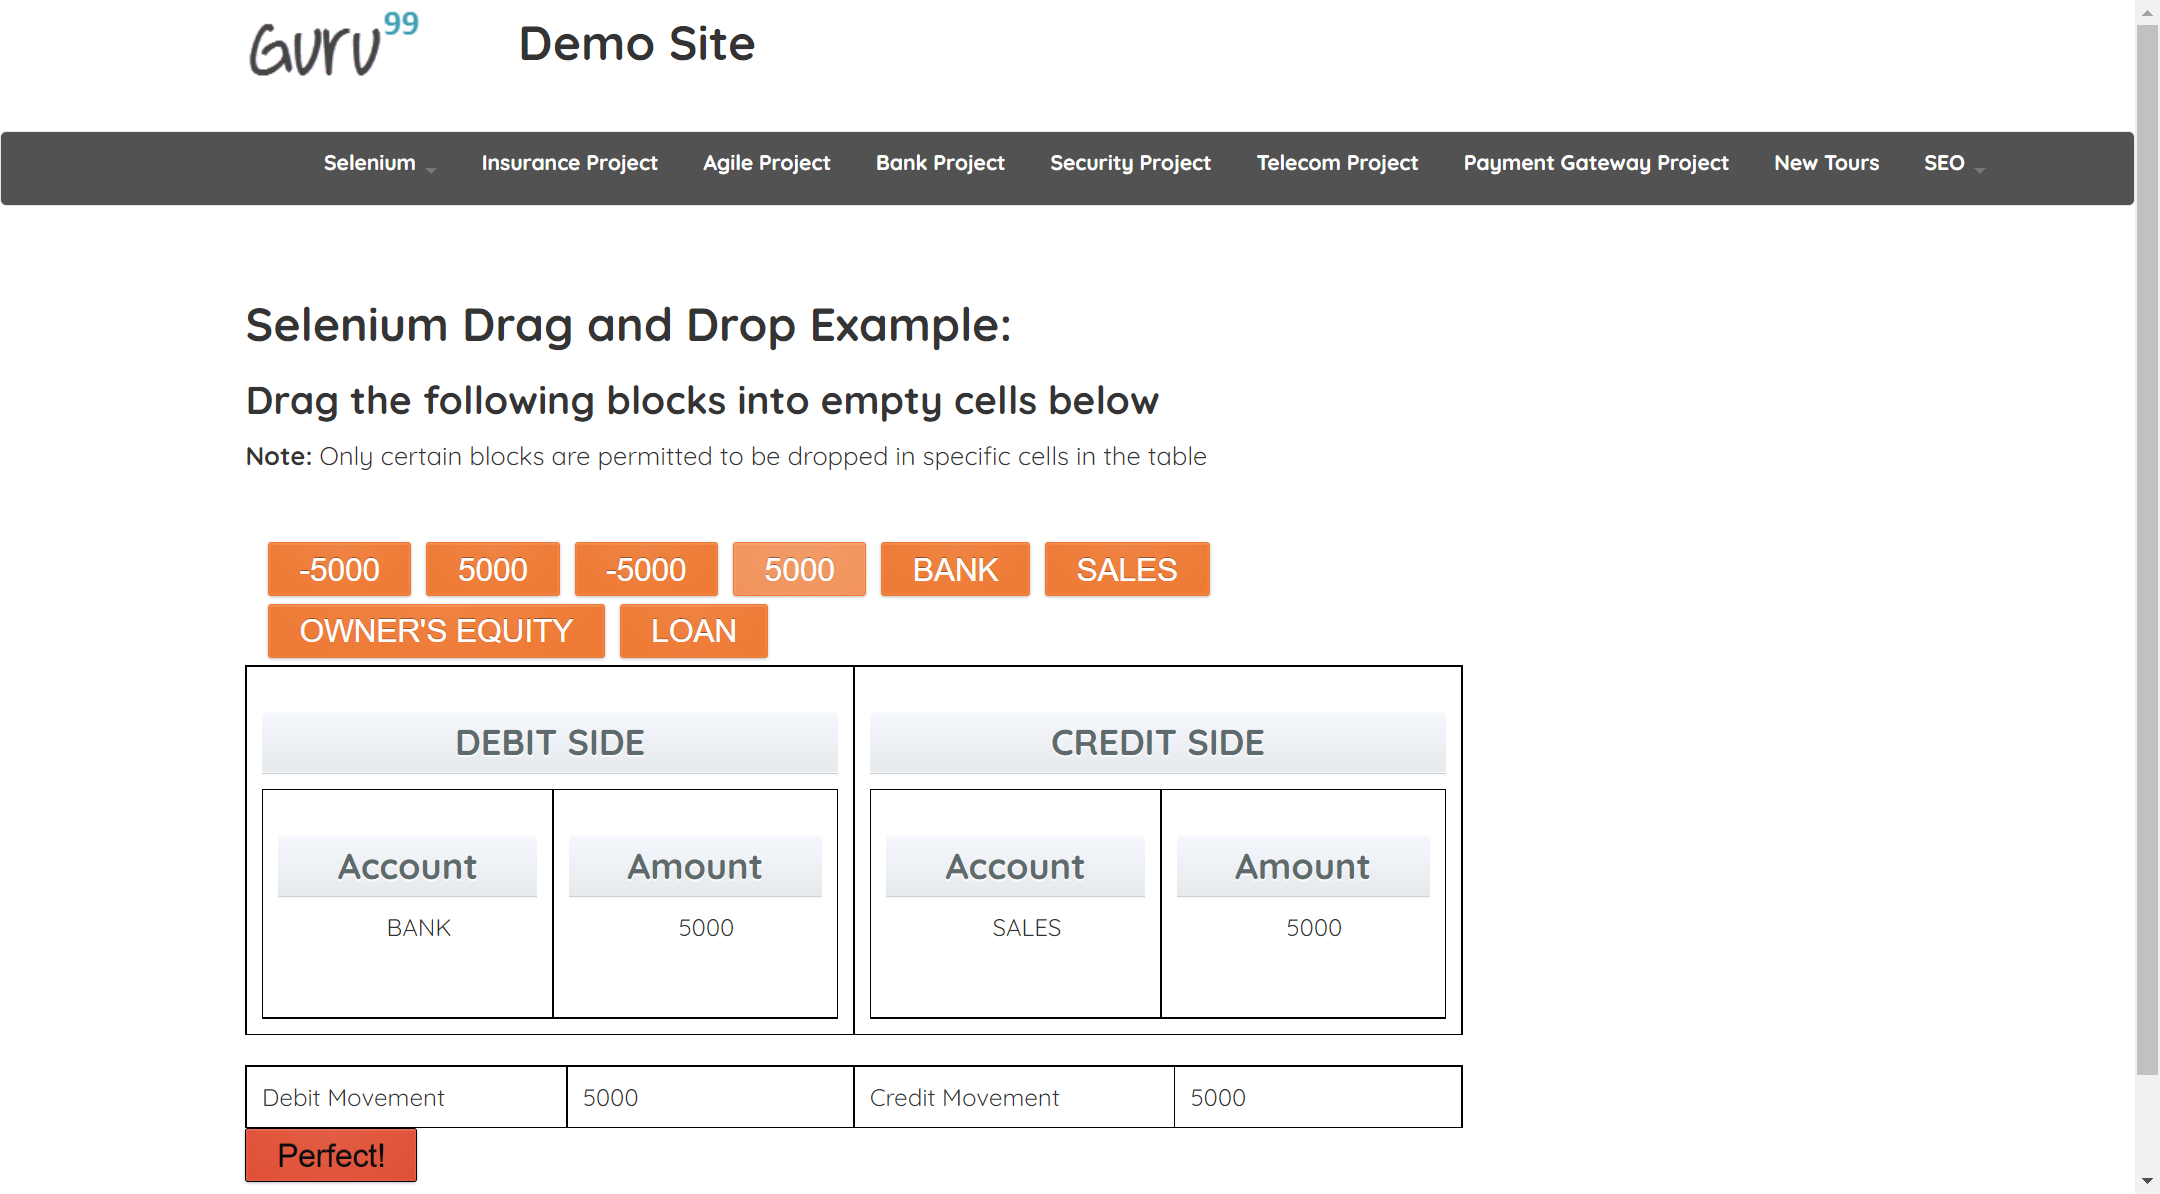 Guru99 Demo Site
Selenium Insurance Project Agile Project Bank Project Security Project Telecom Project Payment Gateway Project New Tours SEO
Selenium Drag and Drop Example:
Drag the following blocks into empty cells below
Note: Only certain blocks are permitted to be dropped in specific cells in the table
-5000 5000 -5000 5000 BANK SALES
OWNER'S EQUITY LOAN
DEBIT SIDE CREDIT SIDE
Account Amount Account Amount
BANK 5000 SALES 5000
Debit Movement 5000 Credit Movement 5000
Perfect!